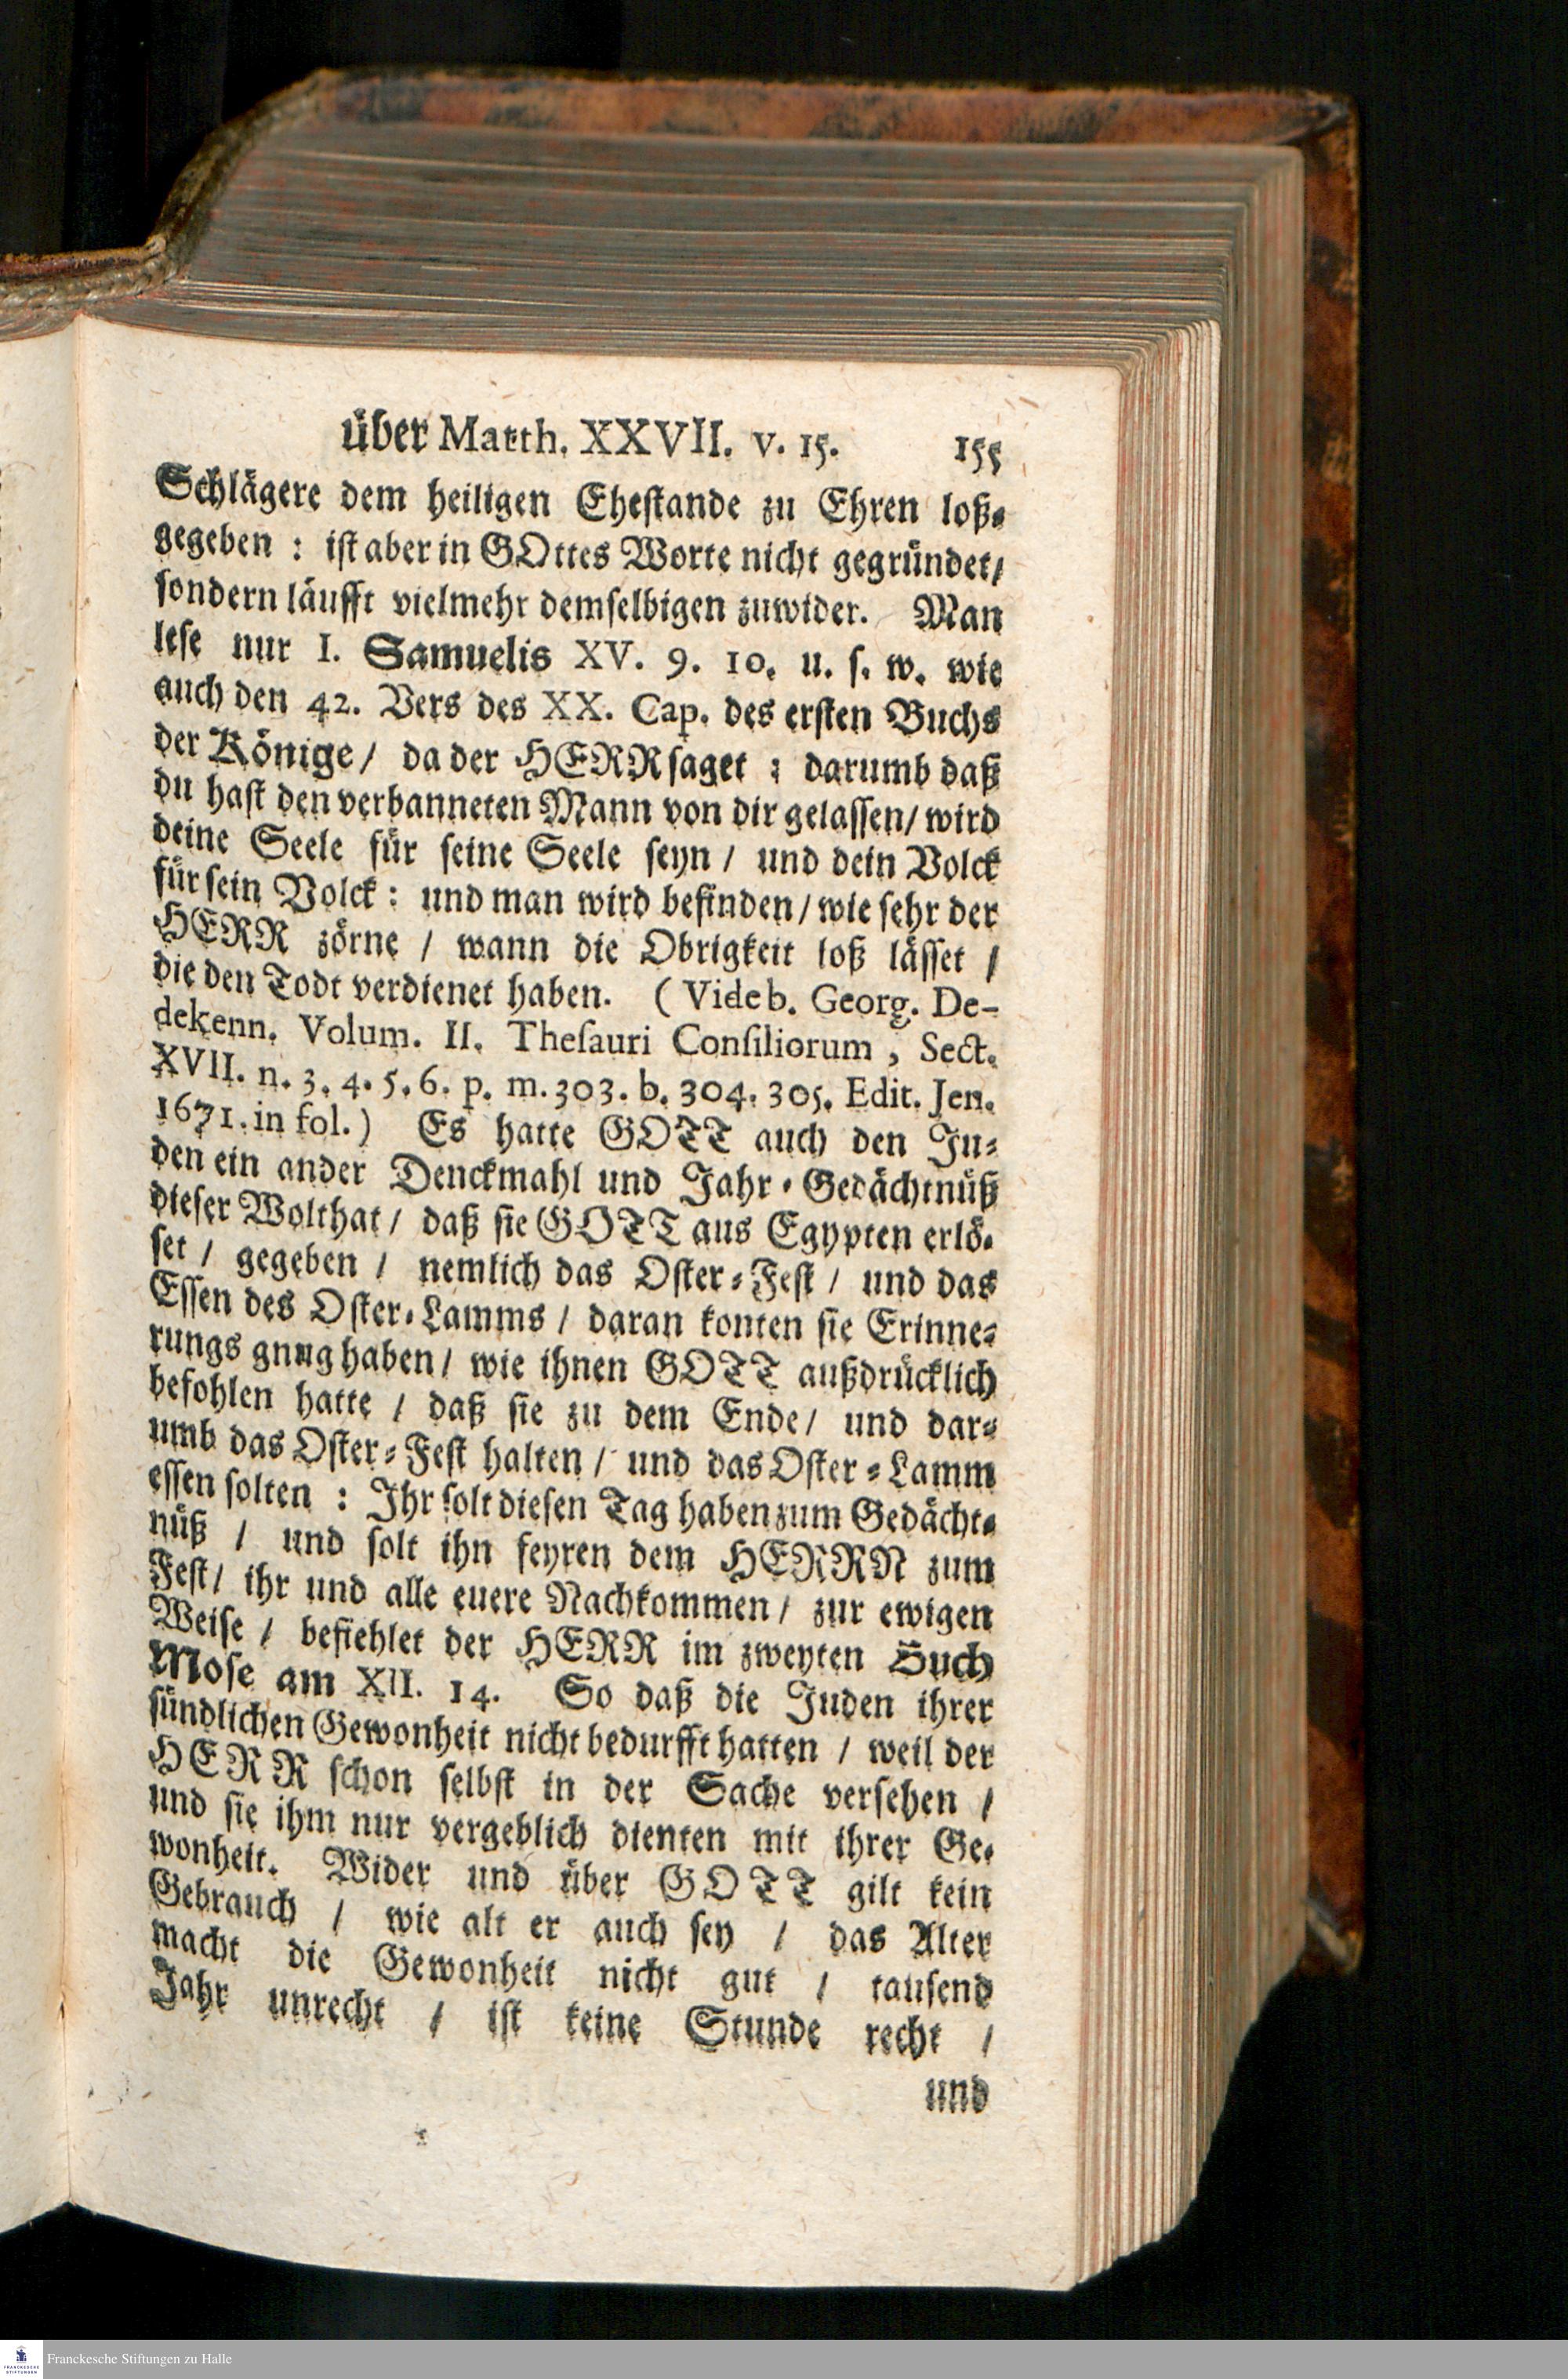 über Matth. XXVII. v. 15. 155
Schlägere dem heiligen Ehestande zu Ehren loß-
gegeben : ist aber in GOttes Worte nicht gegründet/
sondern läufft vielmehr demselbigen zuwider. Man
lese nur I. Samuelis XV. 9. 10. u. s. w. wie
auch den 42. Vers des XX. Cap. des ersten Buchs
der Könige/ da der HERR saget : darumb daß
du hast den verbanneten Mann von dir gelassen/ wird
deine Seele für seine Seele seyn / und dein Volck
für sein Volck : und man wird befinden/ wie sehr der
HERR zörne / wann die Obrigkeit loß lässet /
die den Todt verdienet haben. ( Vide b. Georg. De-
dekenn. Volum. II. Thesauri Consiliorum , Sect.
XVII. n. 3. 4. 5. 6. p. m. 303. b. 304. 305. Edit. Jen.
1671. in fol.) Es hatte GOTT auch den Ju-
den ein ander Denckmahl und Jahr-Gedächtnüß
dieser Wolthat/ daß sie GOTT aus Egypten erlö-
set / gegeben / nemlich das Oster-Fest / und das
Essen des Oster-Lamms / daran konten sie Erinne-
rungs gnug haben/ wie ihnen GOTT außdrücklich
befohlen hatte / daß sie zu dem Ende/ und dar-
umb das Oster-Fest halten / und das Oster-Lamm
essen solten : Ihr solt diesen Tag haben zum Gedächt-
nüß / und solt ihn feyren dem HERRN zum
Fest/ ihr und alle euere Nachkommen/ zur ewigen
Weise / befiehlet der HERR im zweyten Buch
Mose am XII. 14. So daß die Juden ihrer
sündlichen Gewonheit nicht bedurfft hatten / weil der
HERR schon selbst in der Sache versehen /
und sie ihm nur vergeblich dienten mit ihrer Ge-
wonheit. Wider und über GOTT gilt kein
Gebrauch / wie alt er auch sey / das Alter
macht die Gewonheit nicht gut / tausend
Jahr unrecht / ist keine Stunde recht /
und
FRANCKESCHE STIFTUNGEN
Franckesche Stiftungen zu Halle